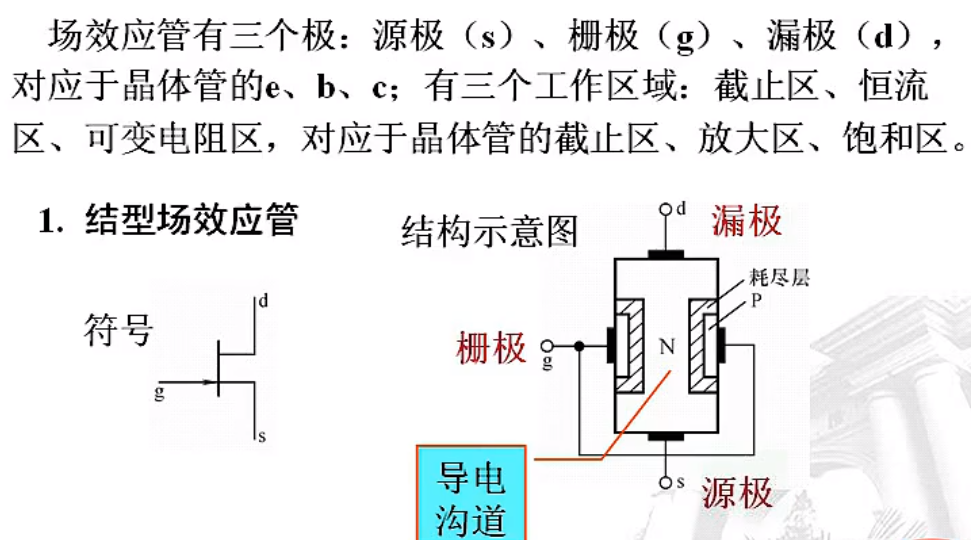 场效应管有三个极：源极（s）、栅极（g）、漏极（d），
对应于晶体管的e、b、c；有三个工作区域：截止区、恒流
区、可变电阻区，对应于晶体管的截止区、放大区、饱和区。
1. 结型场效应管
结构示意图
d
漏极
耗尽层
P
符号
d
g
s
栅极
g
N
导电
沟道
s
源极